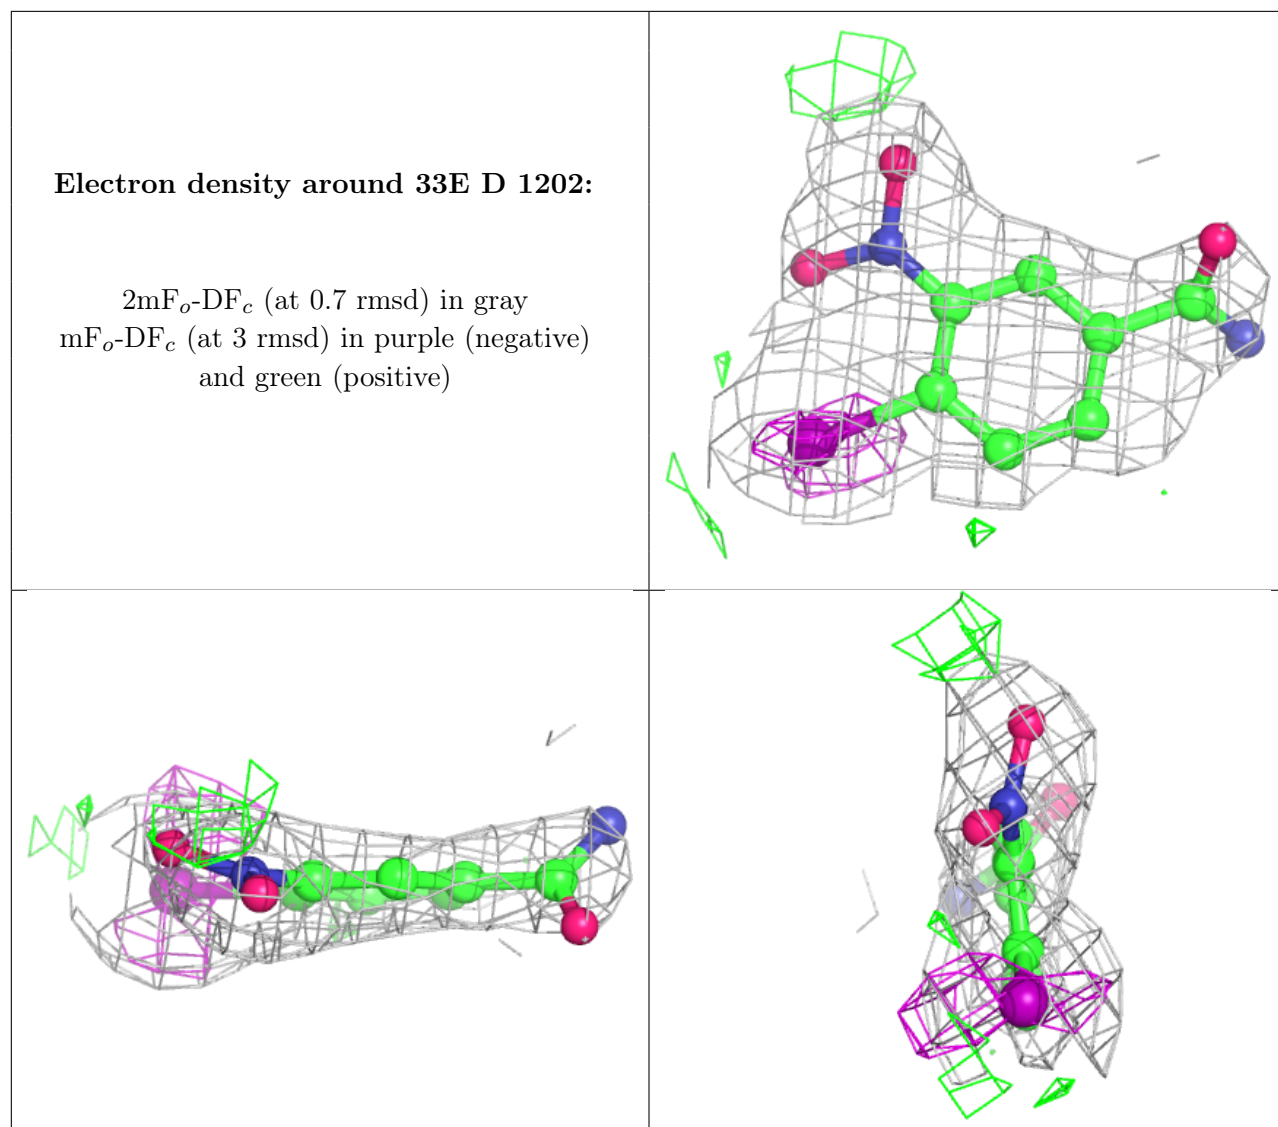 Electron density around 33E D 1202:
2mFo-DFc (at 0.7 rmsd) in gray
mFo-DFc (at 3 rmsd) in purple (negative)
and green (positive)